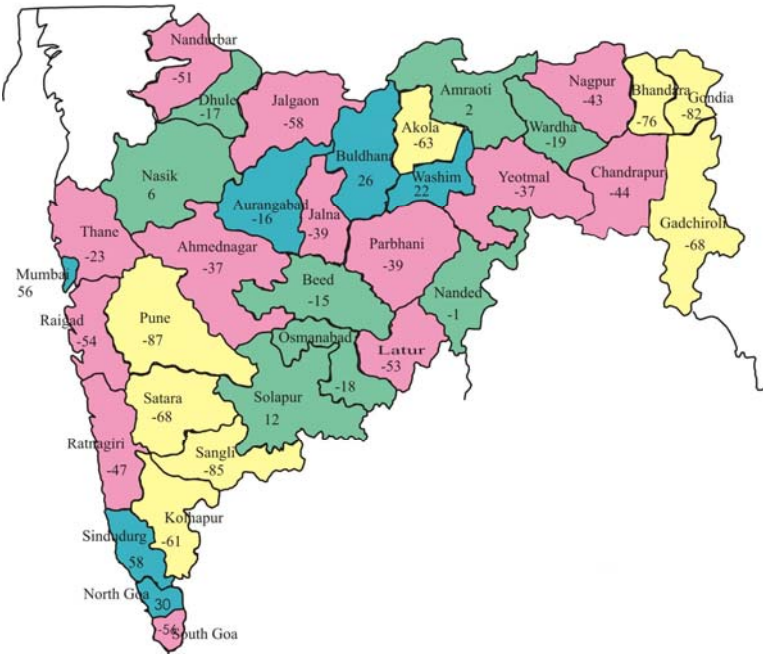 Nandurbar
-51
Dhule
-17
Jalgaon
-58
Buldhana
26
Akola
-63
Amraoti
2
Wardha
-19
Nagpur
-43
Bhandara
-76
Gondia
-82
Nasik
6
Aurangabad
-16
Jalna
-39
Washim
22
Yeotmal
-37
Chandrapur
-44
Gadchiroli
-68
Thane
-23
Mumbai
56
Ahmednagar
-37
Parbhani
-39
Beed
-15
Nanded
-1
Raigad
-54
Pune
-87
Osmanabad
-18
Latur
-53
Satara
-68
Solapur
12
Ratnagiri
-47
Sangli
-85
Kolhapur
-61
Sindudurg
58
North Goa
30
South Goa